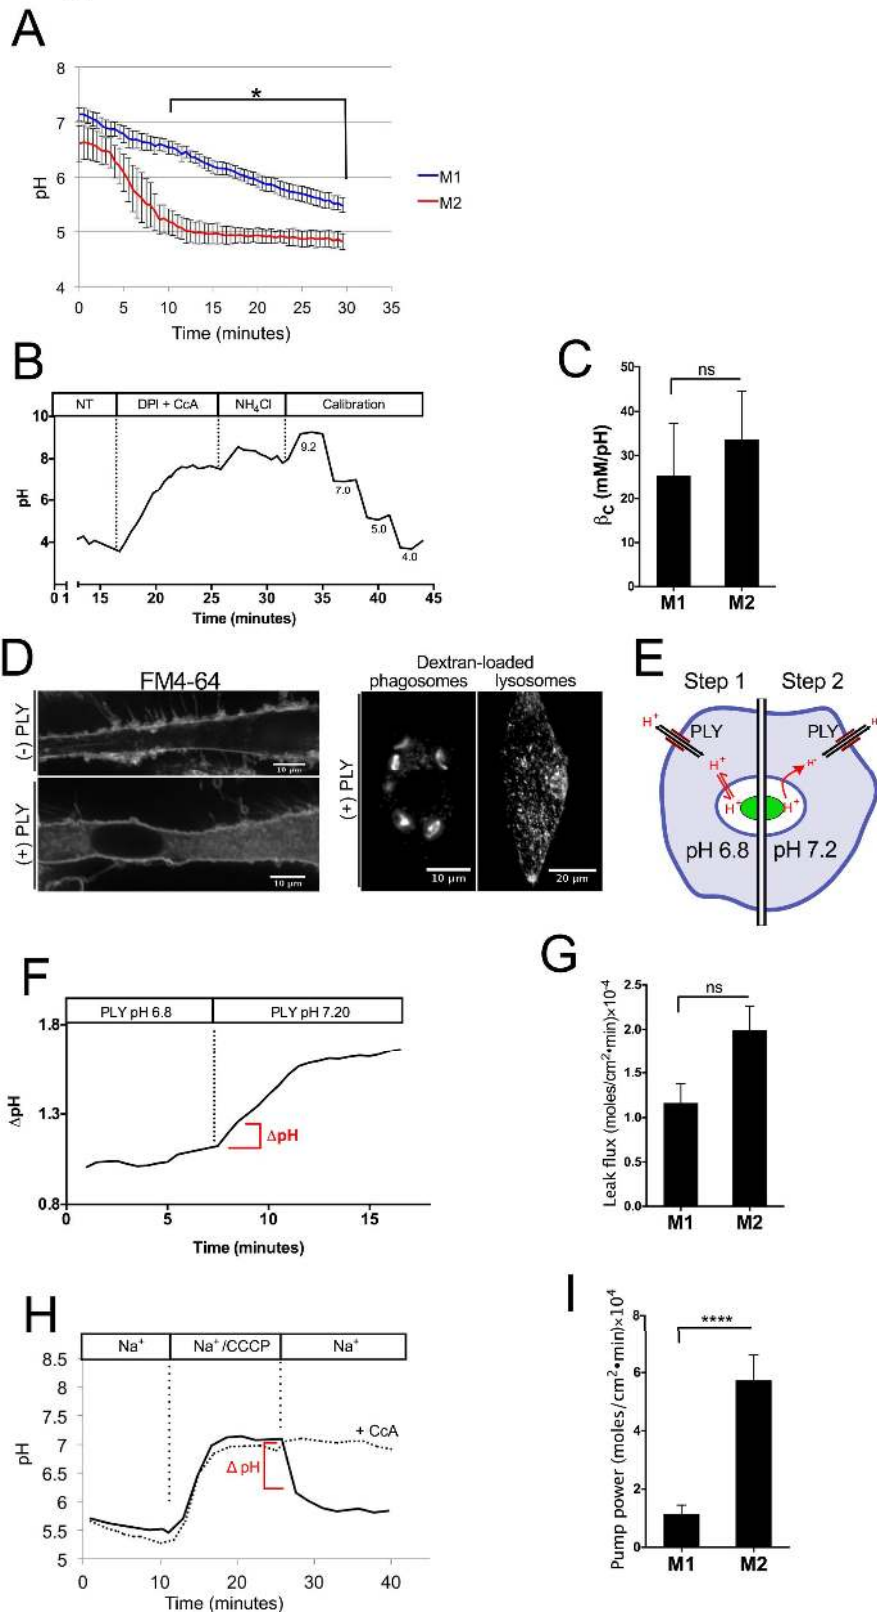 A
8
7
6
5
4
pH
*
M1
M2
0 5 10 15 20 25 30 35
Time (minutes)
B
NT DPI + CcA NH4Cl Calibration
10
8
6
4
pH
9.2
7.0
5.0
4.0
0 1 15 20 25 30 35 40 45
Time (minutes)
C
50
40
30
20
10
0
βC (mM/pH)
ns
M1 M2
D
FM4-64
(-) PLY
10 μm
(+) PLY
10 μm
Dextran-loaded
phagosomes lysosomes
(+) PLY
10 μm
20 μm
E
Step 1 Step 2
H+ PLY PLY H
H+ H+
H+ H+
pH 6.8 pH 7.2
F
PLY pH 6.8 PLY pH 7.20
1.8
1.3
0.8
ΔpH
ΔpH
0 5 10 15
Time (minutes)
G
2.5
2.0
1.5
1.0
0.5
0.0
Leak flux (moles/cm2•min)×10-4
ns
M1 M2
H
Na+ Na+/CCCP Na+
8.5
8
7.5
7
6.5
6
5.5
5
pH
+ CcA
Δ pH
0 10 20 30 40
Time (minutes)
I
8
6
4
2
0
Pump power (moles/cm2•min)×104
****
M1 M2